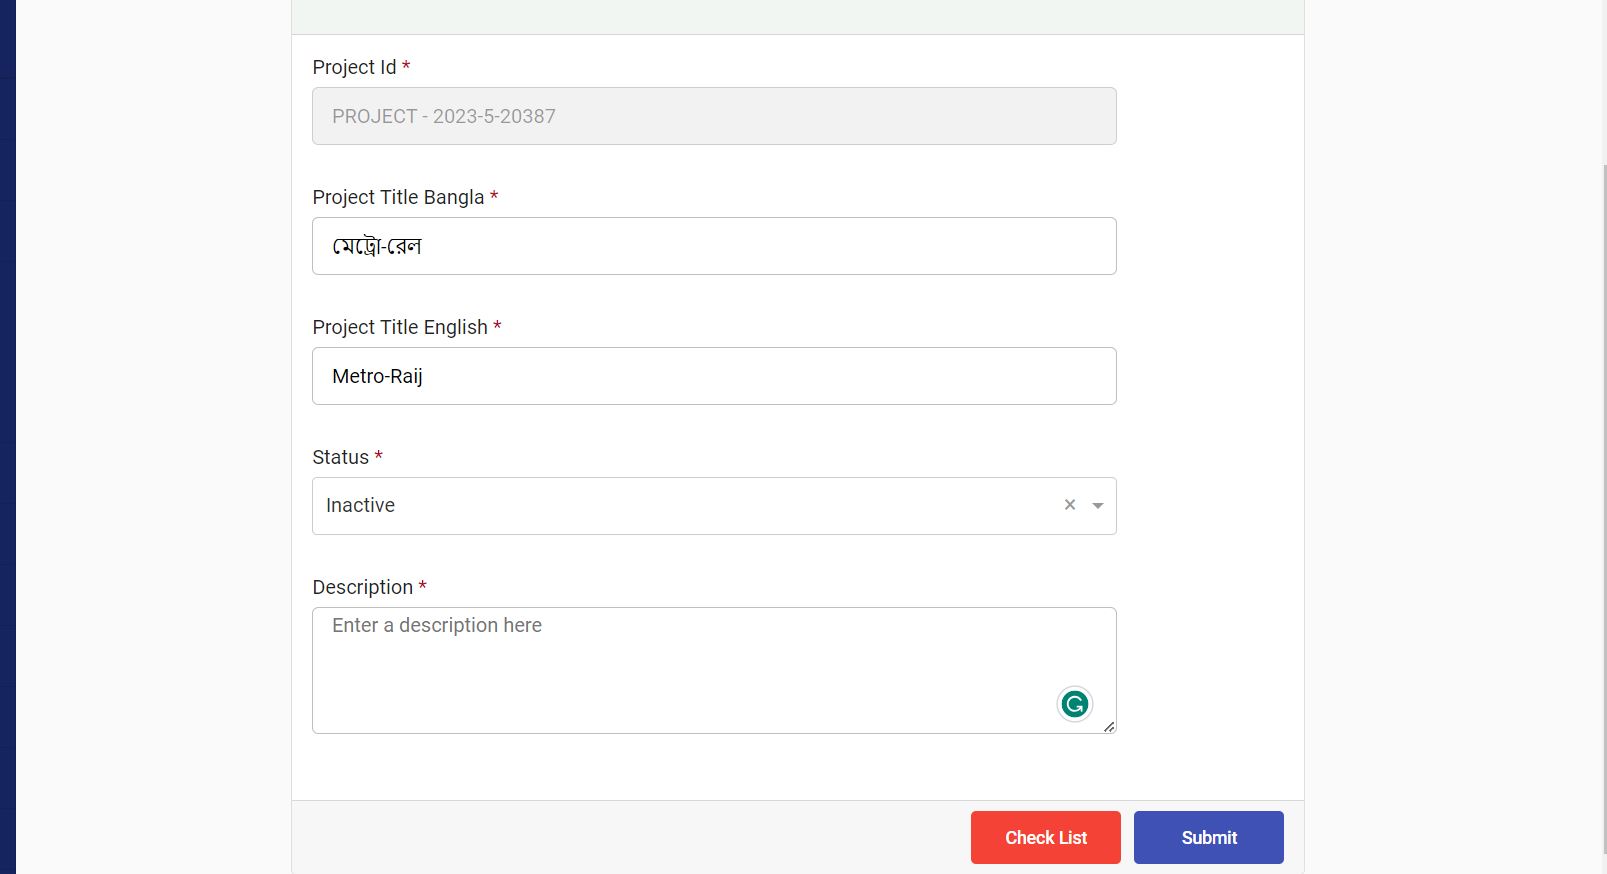 Project Id *
PROJECT - 2023-5-20387
Project Title Bangla *
মেট্রো-রেল
Project Title English *
Metro-Raij
Status *
Inactive
Description *
Enter a description here
Check List
Submit